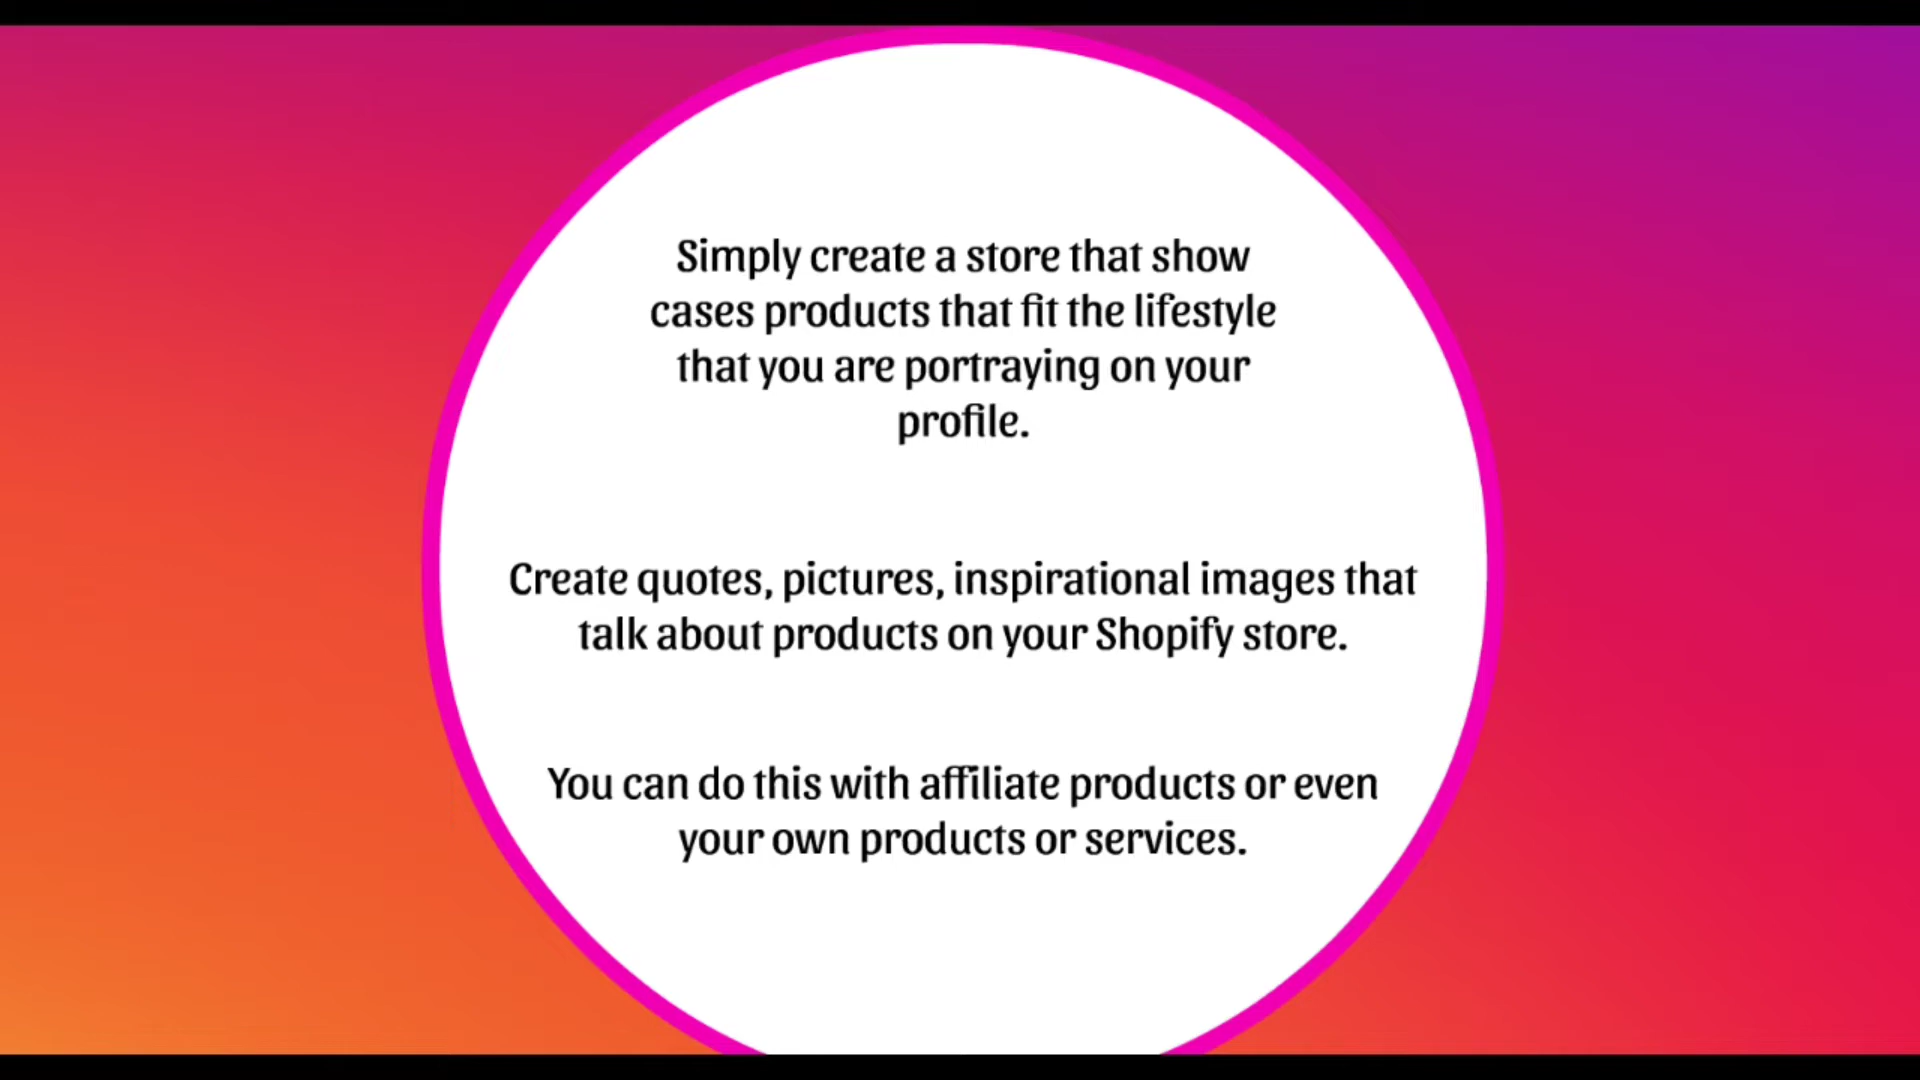 Simply create a store that show
cases products that fit the lifestyle
that you are portraying on your
profile.
Create quotes, pictures, inspirational images that
talk about products on your Shopify store.
You can do this with affiliate products or even
your own products or services.